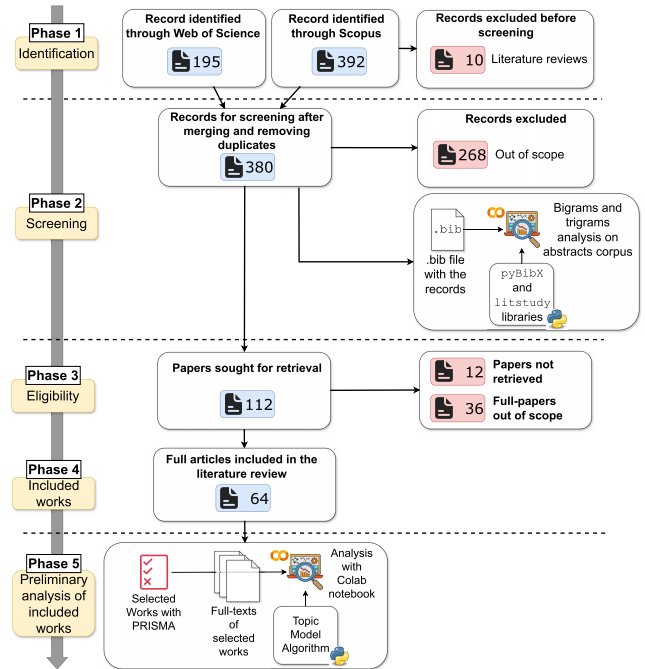 Phase 1
Identification
Record identified
through Web of Science
195
Record identified
through Scopus
392
Records excluded before
screening
10 Literature reviews
Phase 2
Screening
Records for screening after
merging and removing
duplicates
380
Records excluded
268 Out of scope
.bib
.bib file
with the
records
CO
Bigrams and
trigrams
analysis on
abstracts corpus
pyBibX
and
litstudy
libraries
Phase 3
Eligibility
Papers sought for retrieval
112
12 Papers not
retrieved
36 Full-papers
out of scope
Phase 4
Included
works
Full articles included in the
literature review
64
Phase 5
Preliminary
analysis of
included
works
Selected
Works with
PRISMA
Full-texts
of
selected
works
CO
Analysis
with
Colab
notebook
Topic
Model
Algorithm